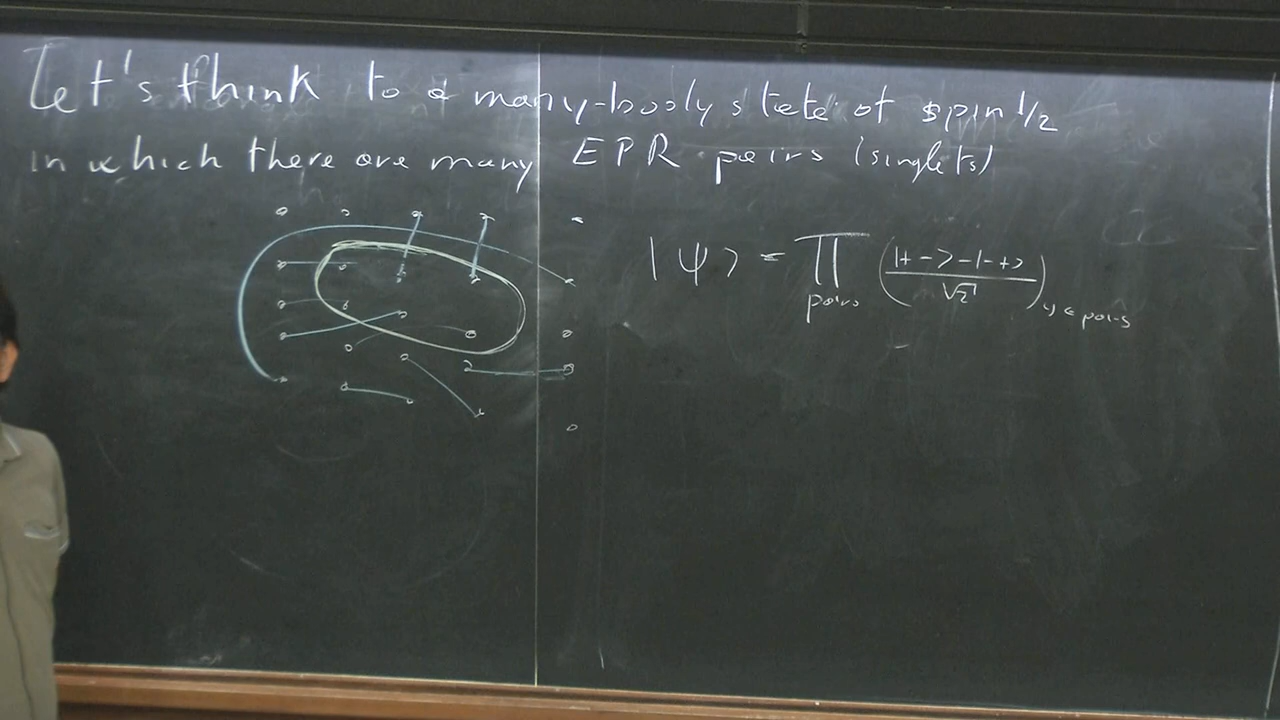 Let's think to a many-body state of spin 1/2
in which there are many EPR pairs (singlets)
|ψ> = ∏ pairs ( |+-> - |-+> / √2 ) ij ∈ pairs